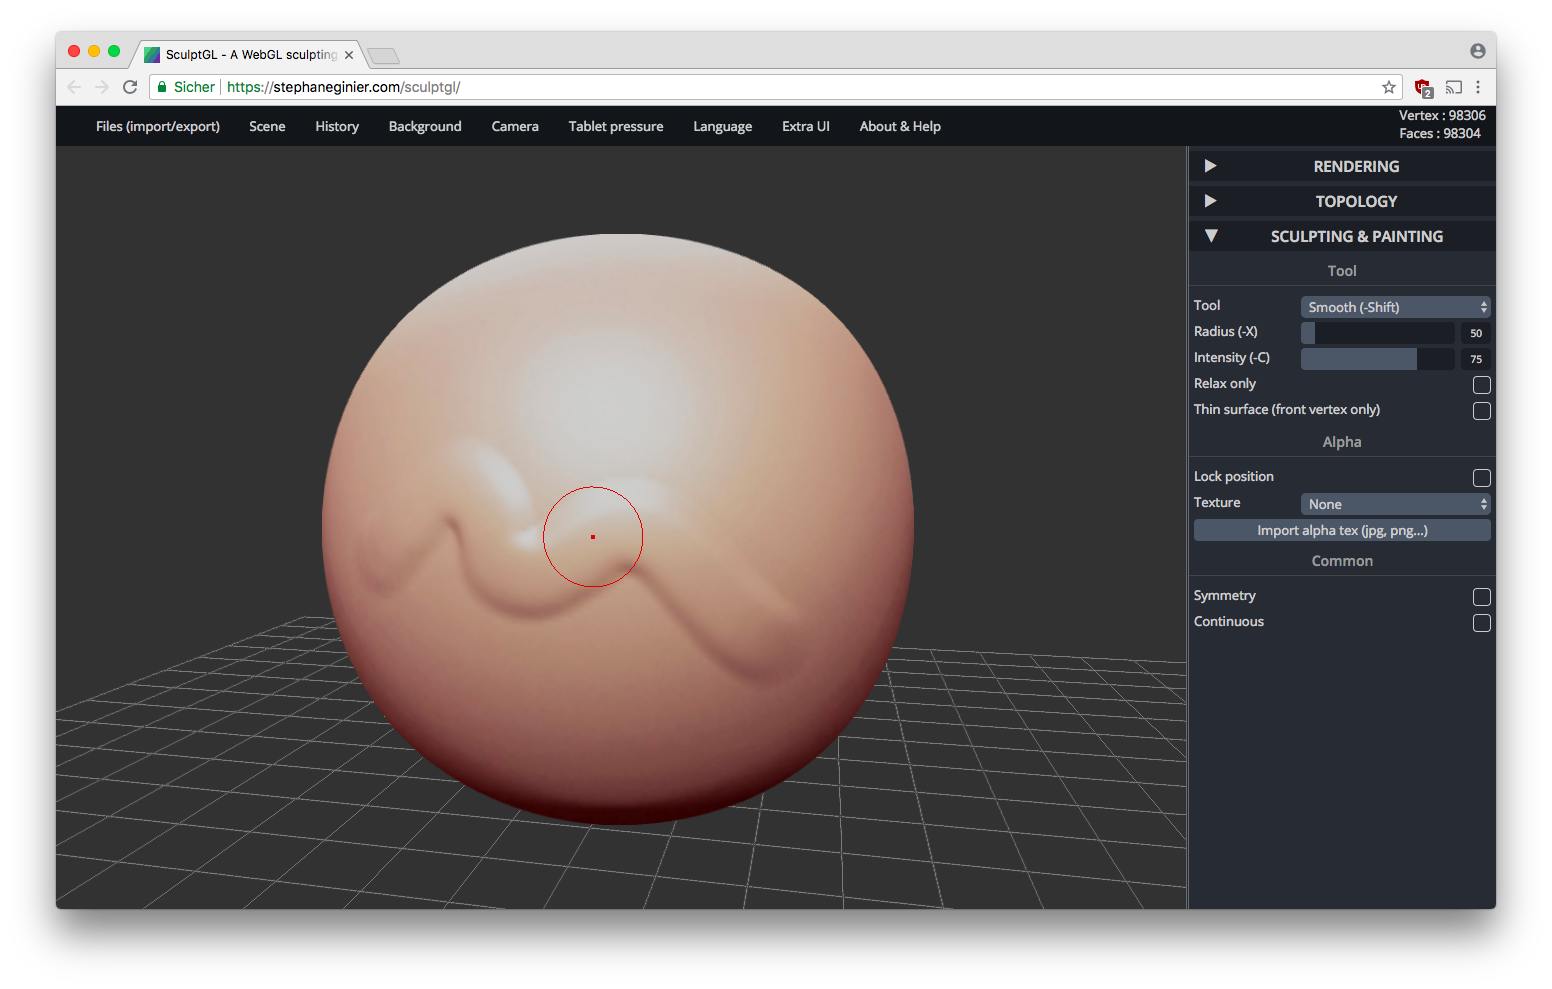 SculptGL - A WebGL sculpting
Sicher https://stephaneginier.com/sculptgl/
2
Files (import/export) Scene History Background Camera Tablet pressure Language Extra UI About & Help
Vertex : 98306
Faces : 98304
RENDERING
TOPOLOGY
SCULPTING & PAINTING
Tool
Tool Smooth (-Shift)
Radius (-X) 50
Intensity (-C) 75
Relax only
Thin surface (front vertex only)
Alpha
Lock position
Texture None
Import alpha tex (jpg, png...)
Common
Symmetry
Continuous